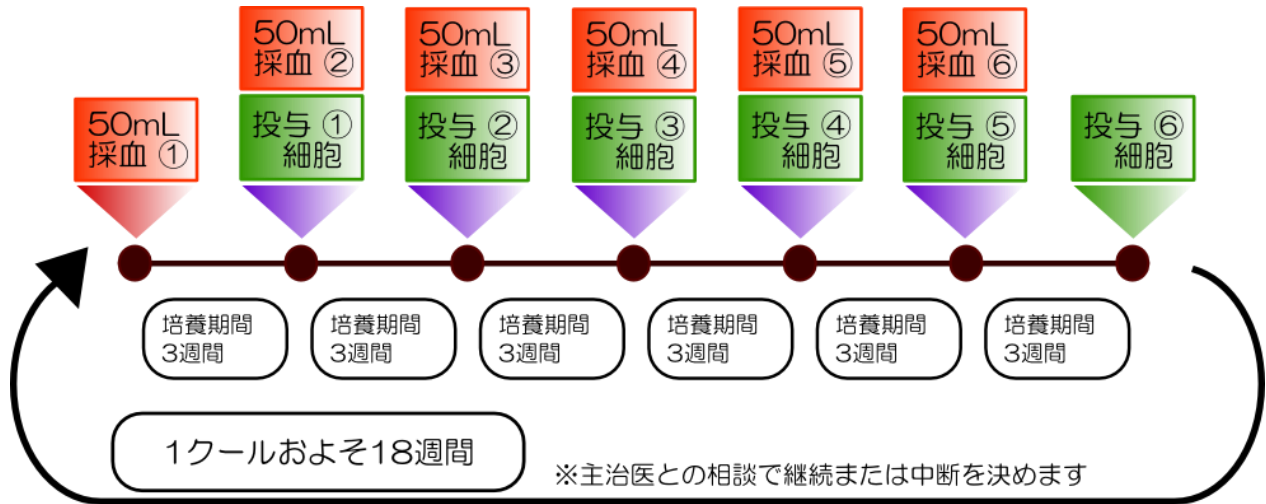 50mL
採血 ①
50mL
採血 ②
投与 ①
細胞
50mL
採血 ③
投与 ②
細胞
50mL
採血 ④
投与 ③
細胞
50mL
採血 ⑤
投与 ④
細胞
50mL
採血 ⑥
投与 ⑤
細胞
投与 ⑥
細胞
培養期間
3週間
培養期間
3週間
培養期間
3週間
培養期間
3週間
培養期間
3週間
培養期間
3週間
1クールおよそ18週間
※主治医との相談で継続または中断を決めます